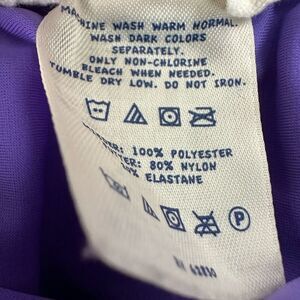 MACHINE WASH WARM NORMAL.
WASH DARK COLORS
SEPARATELY.
ONLY NON-CHLORINE
BLEACH WHEN NEEDED.
TUMBLE DRY LOW. DO NOT IRON.
100% POLYESTER
80% NYLON
ELASTANE
P